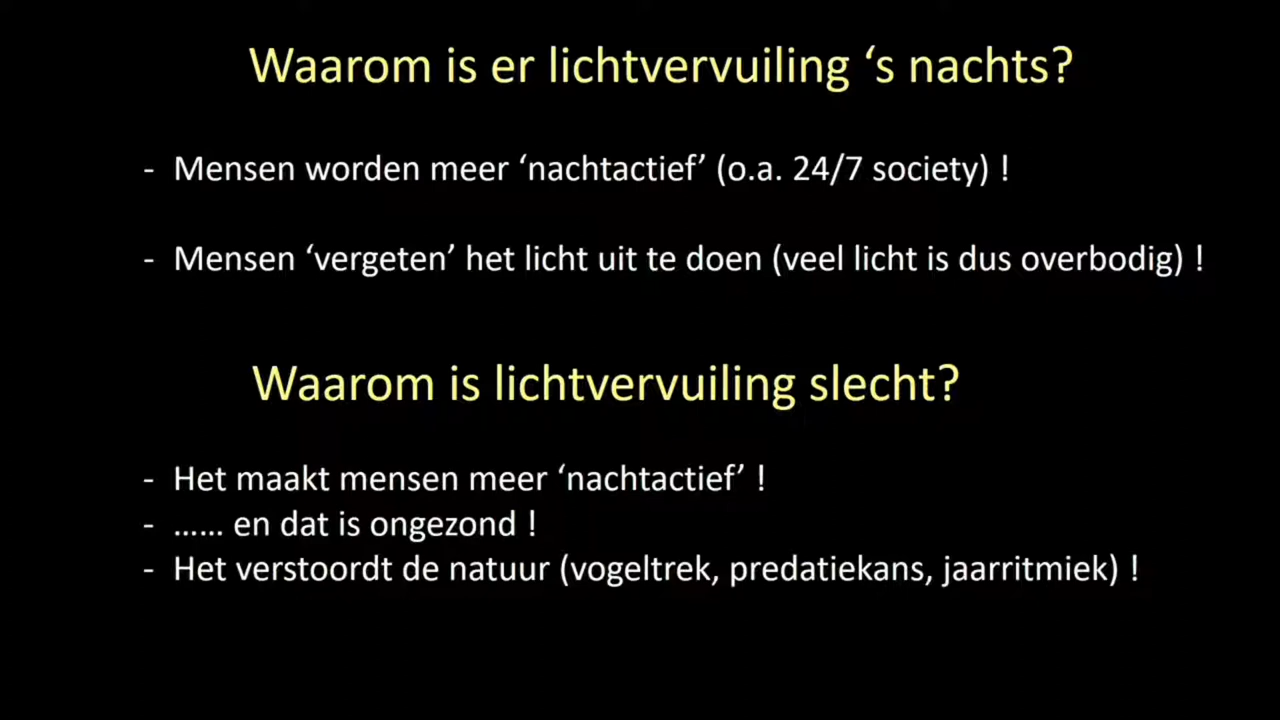 Waarom is er lichtvervuiling ‘s nachts?
- Mensen worden meer ‘nachtactief’ (o.a. 24/7 society) !
- Mensen ‘vergeten’ het licht uit te doen (veel licht is dus overbodig) !
Waarom is lichtvervuiling slecht?
- Het maakt mensen meer ‘nachtactief’ !
- …… en dat is ongezond !
- Het verstoordt de natuur (vogeltrek, predatiekans, jaarritmiek) !